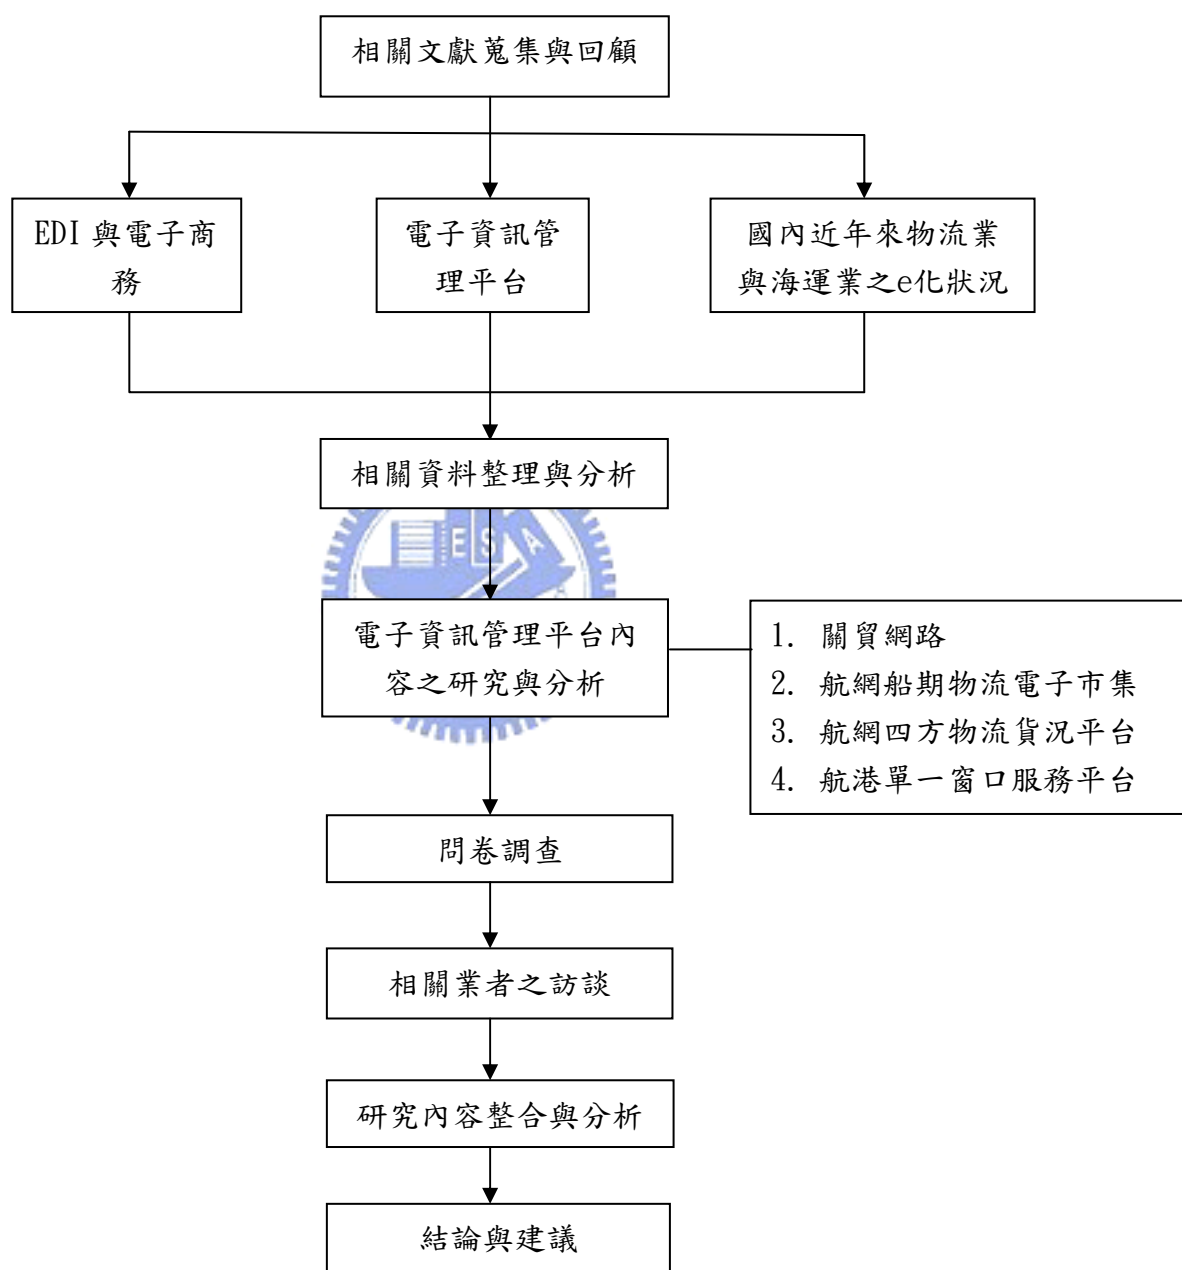 相關文獻蒐集與回顧
EDI 與電子商
務
電子資訊管
理平台
國內近年來物流業
與海運業之e化狀況
相關資料整理與分析
ESA
電子資訊管理平台內
容之研究與分析
1. 關貿網路
2. 航網船期物流電子市集
3. 航網四方物流貨況平台
4. 航港單一窗口服務平台
問卷調查
相關業者之訪談
研究內容整合與分析
結論與建議